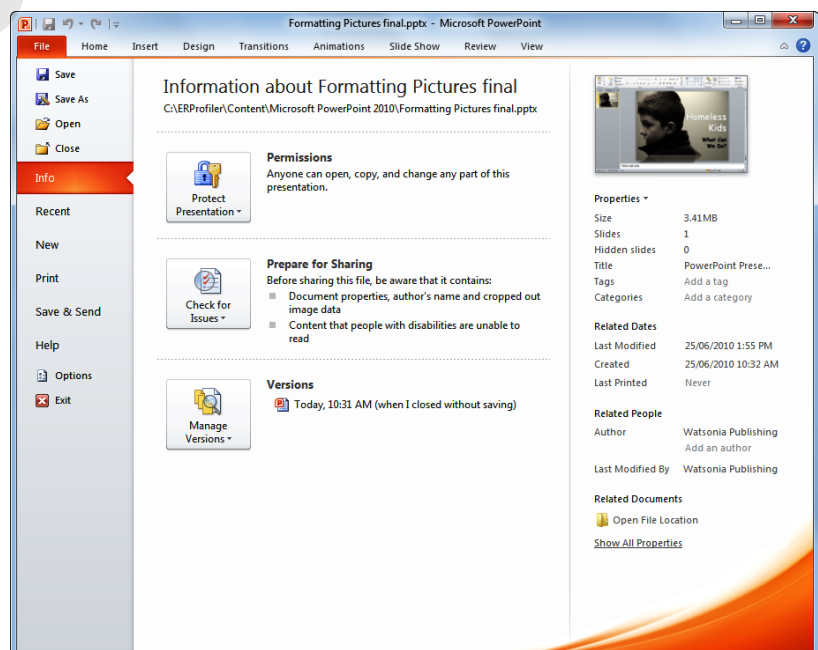 Formatting Pictures final.pptx - Microsoft PowerPoint
File Home Insert Design Transitions Animations Slide Show Review View
Save
Save As
Open
Close
Info
Recent
New
Print
Save & Send
Help
Options
Exit
Information about Formatting Pictures final
C:\ERProfiler\Content\Microsoft PowerPoint 2010\Formatting Pictures final.pptx
Protect
Presentation
Permissions
Anyone can open, copy, and change any part of this
presentation.
Check for
Issues
Prepare for Sharing
Before sharing this file, be aware that it contains:
Document properties, author's name and cropped out
image data
Content that people with disabilities are unable to
read
Manage
Versions
Versions
Today, 10:31 AM (when I closed without saving)
Homeless
Kids
What Can
We Do?
Properties
Size 3.41MB
Slides 1
Hidden slides 0
Title PowerPoint Prese...
Tags Add a tag
Categories Add a category
Related Dates
Last Modified 25/06/2010 1:55 PM
Created 25/06/2010 10:32 AM
Last Printed Never
Related People
Author Watsonia Publishing
Add an author
Last Modified By Watsonia Publishing
Related Documents
Open File Location
Show All Properties